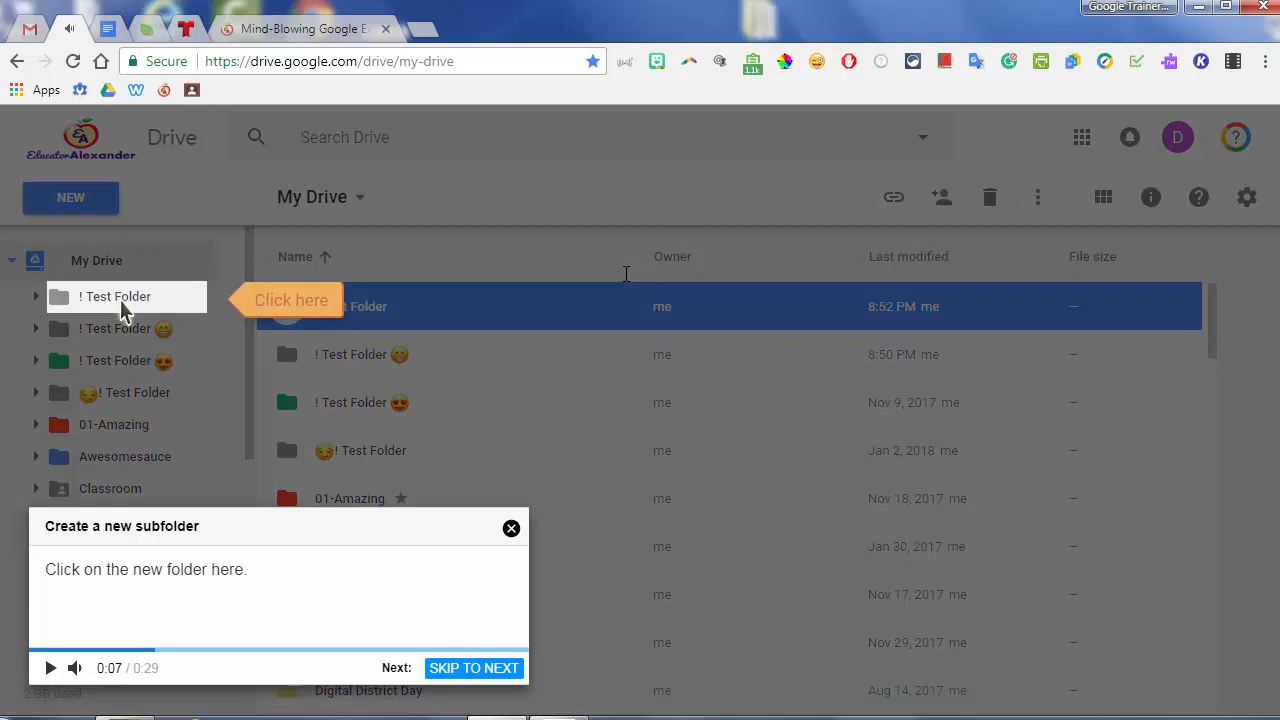 Google Trainer...
Mind-Blowing Google E
Secure https://drive.google.com/drive/my-drive
1.1k
Apps
EducatorAlexander
Drive
Search Drive
D
NEW
My Drive
My Drive
Name Owner Last modified File size
! Test Folder
Click here
Folder me 8:52 PM me —
! Test Folder
! Test Folder me 8:50 PM me —
! Test Folder
! Test Folder me Nov 9, 2017 me —
! Test Folder
! Test Folder me Jan 2, 2018 me —
01-Amazing
01-Amazing me Nov 18, 2017 me —
Awesomesauce
me Jan 30, 2017 me —
Classroom
me Nov 17, 2017 me —
me Nov 29, 2017 me —
Digital District Day me Aug 14, 2017 me —
Create a new subfolder
Click on the new folder here.
0:07 / 0:29
Next: SKIP TO NEXT
2 GB used